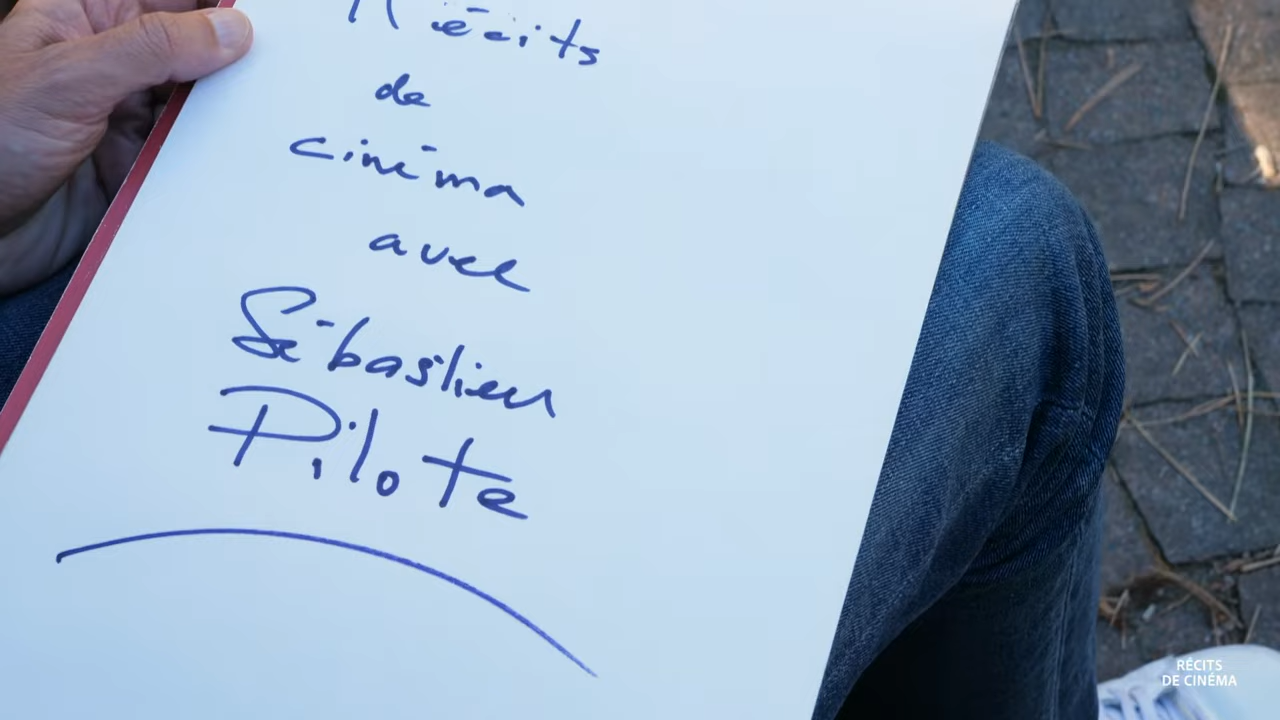 Récits
de
cinéma
avec
Sébastien
Pilote
RÉCITS
DE CINÉMA